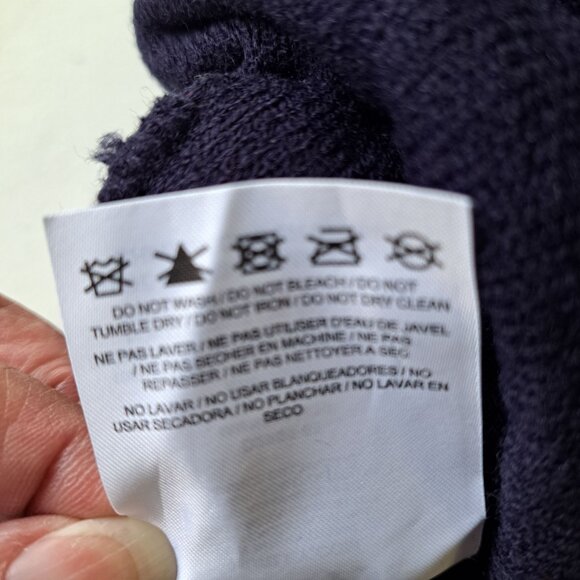 DO NOT WASH / DO NOT BLEACH / DO NOT
TUMBLE DRY / DO NOT IRON / DO NOT DRY CLEAN
NE PAS LAVER / NE PAS UTILISER D'EAU DE JAVEL
/ NE PAS SECHER EN MACHINE / NE PAS
REPASSER / NE PAS NETTOYER A SEC
NO LAVAR / NO USAR BLANQUEADORES / NO
USAR SECADORA / NO PLANCHAR / NO LAVAR EN
SECO